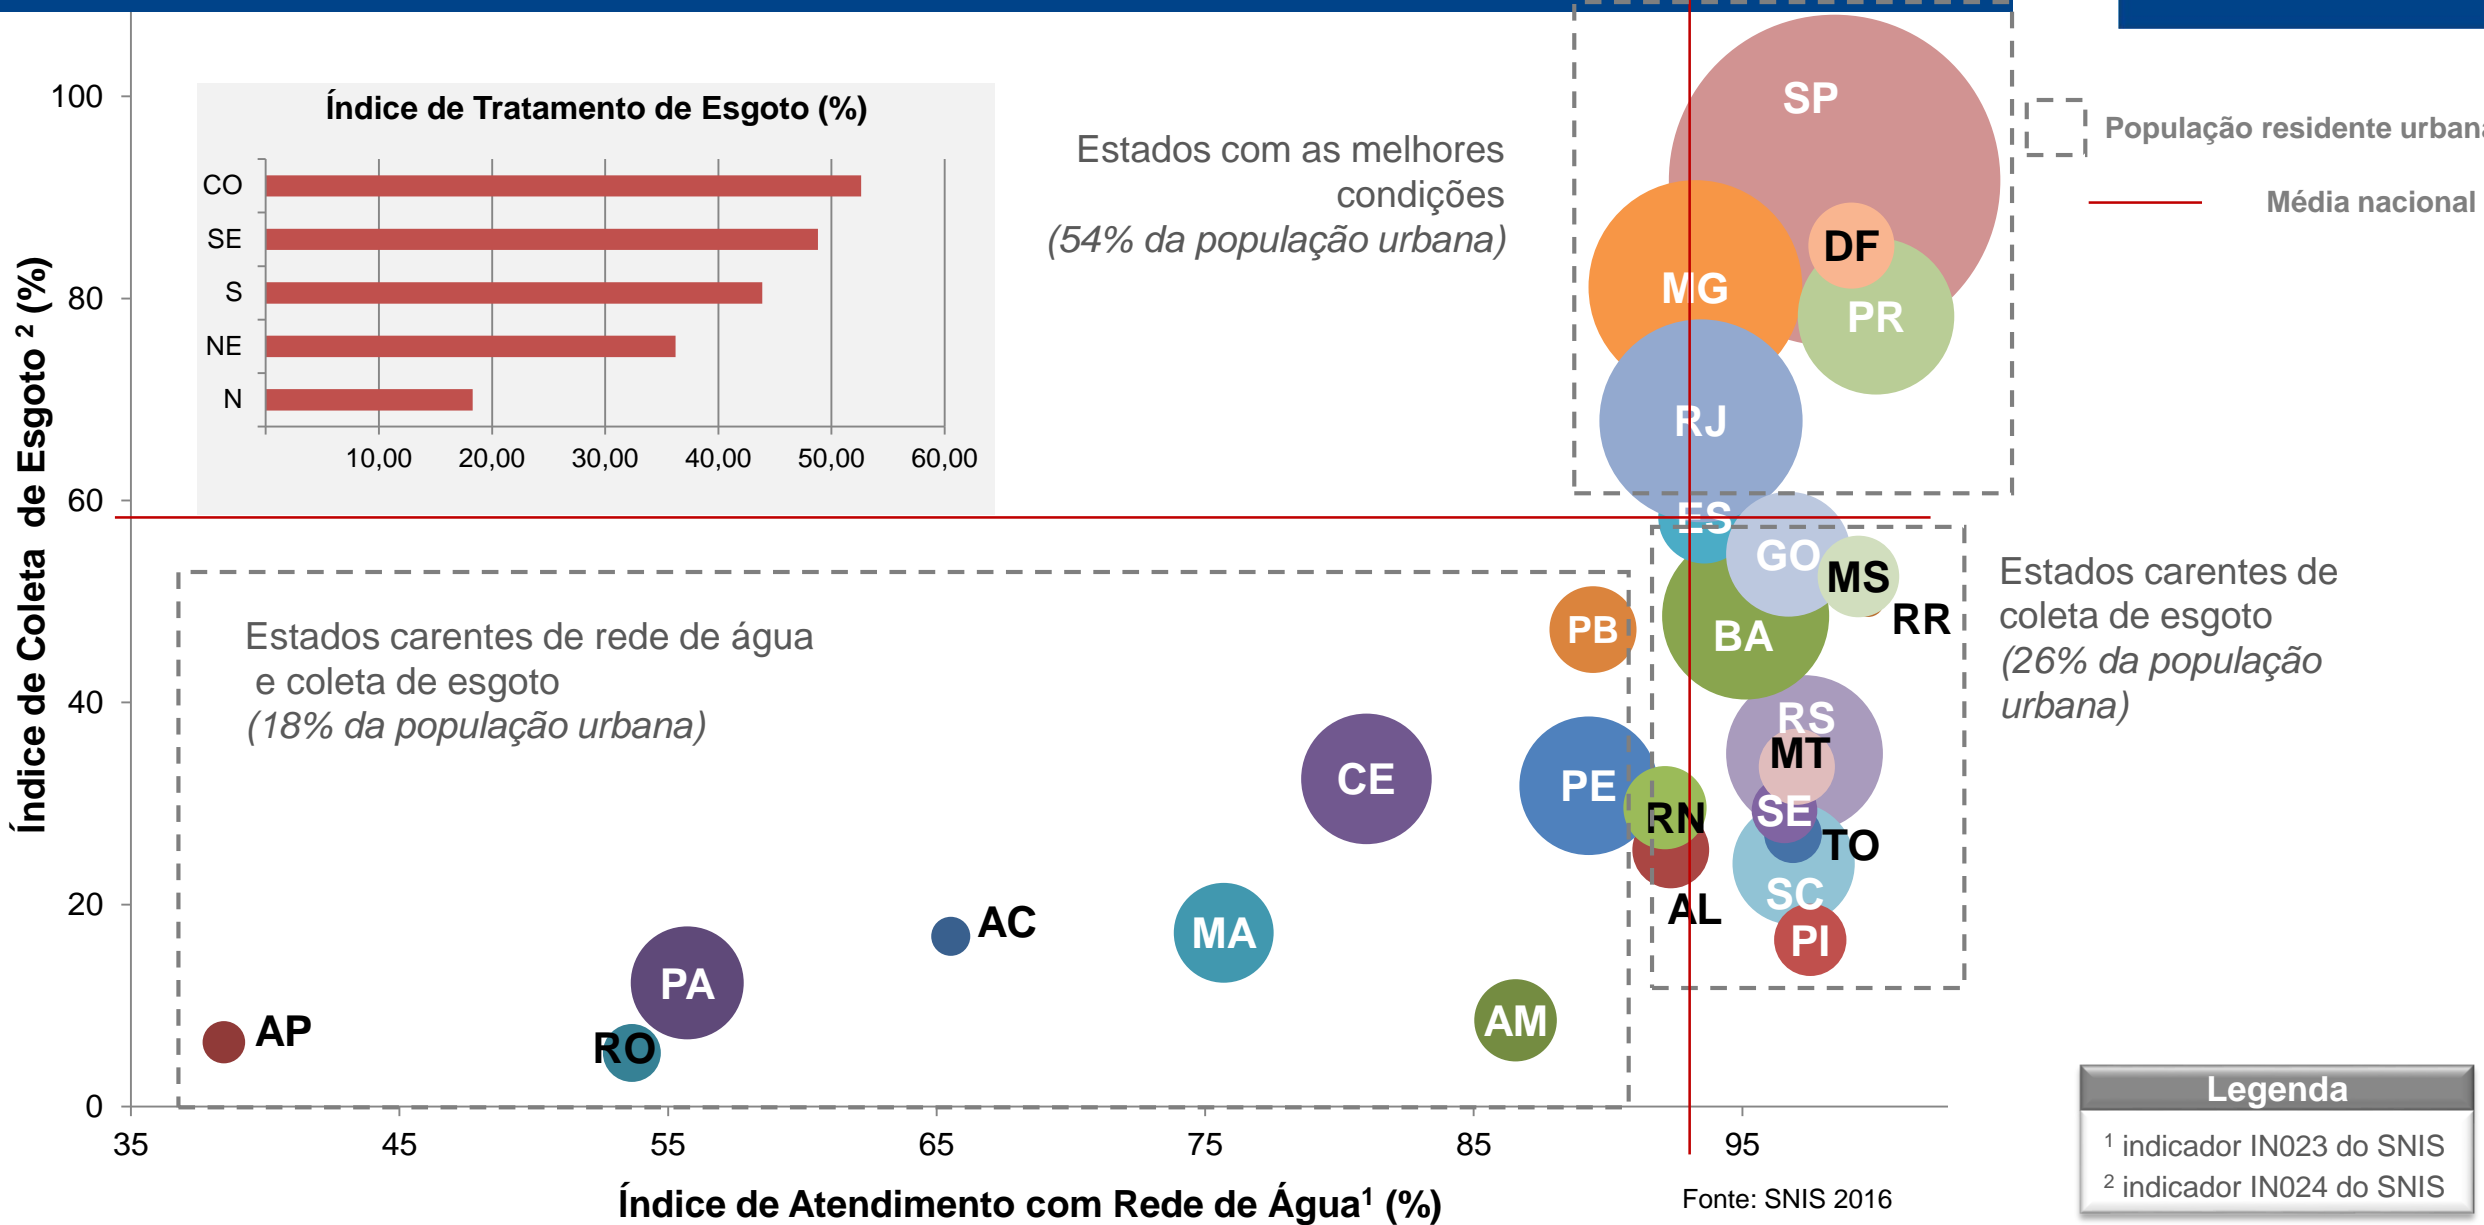 Índice de Tratamento de Esgoto (%)
CO
SE
S
NE
N
10,00 20,00 30,00 40,00 50,00 60,00
Estados com as melhores
condições
(54% da população urbana)
População residente urbana
Média nacional
Índice de Coleta de Esgoto ² (%)
100
80
60
40
20
0
SP
DF
MG
PR
RJ
ES
GO
MS
RR
BA
PB
RS
MT
CE
PE
SE
RN
TO
SC
AL
AC
MA
PI
PA
AM
AP
RO
Estados carentes de rede de água
e coleta de esgoto
(18% da população urbana)
Estados carentes de
coleta de esgoto
(26% da população
urbana)
35 45 55 65 75 85 95
Índice de Atendimento com Rede de Água¹ (%)
Fonte: SNIS 2016
Legenda
¹ indicador IN023 do SNIS
² indicador IN024 do SNIS